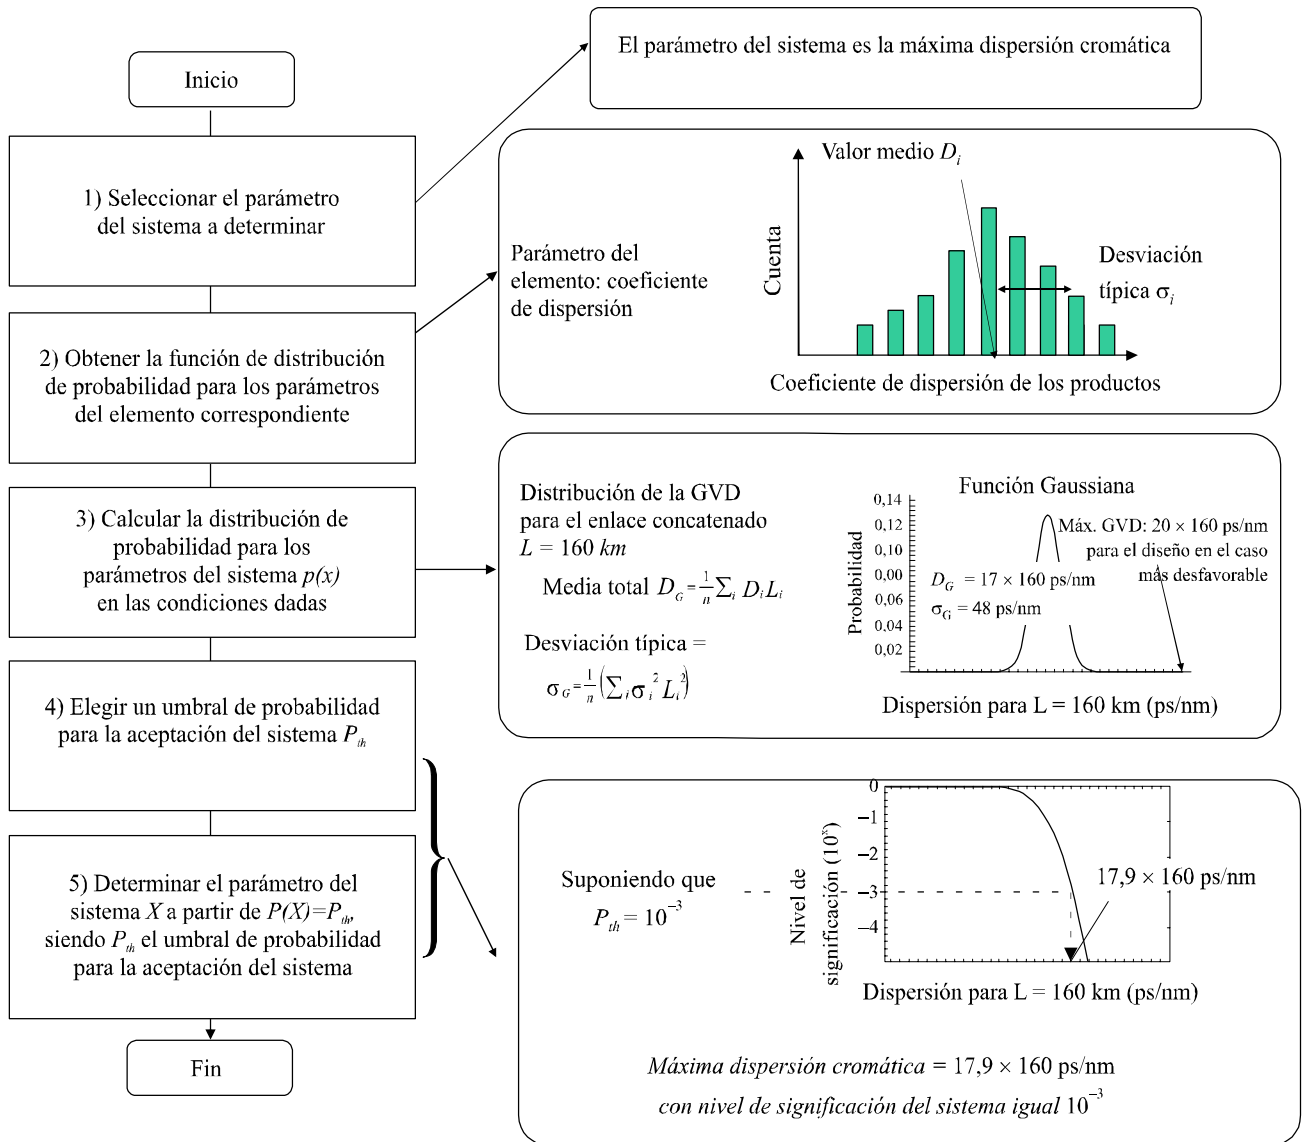 Inicio
1) Seleccionar el parámetro
del sistema a determinar
2) Obtener la función de distribución
de probabilidad para los parámetros
del elemento correspondiente
3) Calcular la distribución de
probabilidad para los
parámetros del sistema p(x)
en las condiciones dadas
4) Elegir un umbral de probabilidad
para la aceptación del sistema P_th
5) Determinar el parámetro del
sistema X a partir de P(X)=P_th,
siendo P_th el umbral de probabilidad
para la aceptación del sistema
Fin
El parámetro del sistema es la máxima dispersión cromática
Parámetro del
elemento: coeficiente
de dispersión
Valor medio D_i
Cuenta
Desviación
típica σ_i
Coeficiente de dispersión de los productos
Distribución de la GVD
para el enlace concatenado
L = 160 km
Media total D_G = 1/n ∑_i D_i L_i
Desviación típica =
σ_G = 1/n (∑_i σ_i² L_i²)
Función Gaussiana
Probabilidad
0,14
0,12
0,10
0,00
0,06
0,04
0,02
Máx. GVD: 20 × 160 ps/nm
para el diseño en el caso
más desfavorable
D_G = 17 × 160 ps/nm
σ_G = 48 ps/nm
Dispersión para L = 160 km (ps/nm)
Suponiendo que
P_th = 10⁻³
Nivel de
significación (10ˣ)
0
−1
−2
−3
−4
17,9 × 160 ps/nm
Dispersión para L = 160 km (ps/nm)
Máxima dispersión cromática = 17,9 × 160 ps/nm
con nivel de significación del sistema igual 10⁻³